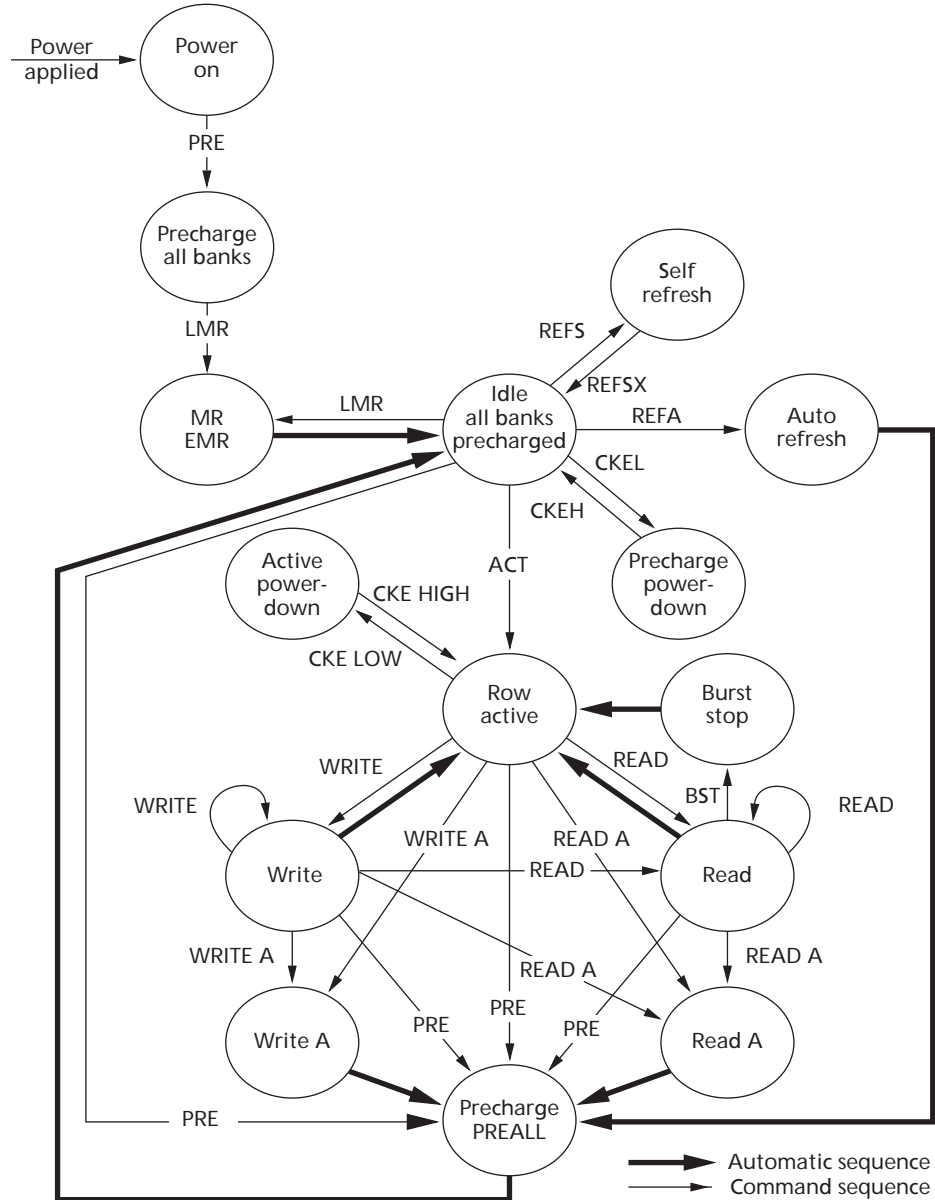 Power
applied
Power
on
PRE
Precharge
all banks
LMR
MR
EMR
LMR
Idle
all banks
precharged
REFS
REFSX
Self
refresh
REFA
Auto
refresh
CKEL
CKEH
Precharge
power-
down
ACT
Active
power-
down
CKE HIGH
CKE LOW
Row
active
Burst
stop
WRITE
READ
BST
WRITE
READ
WRITE A
READ A
Write
READ
Read
WRITE A
READ A
READ A
Write A
PRE
PRE
PRE
Read A
Precharge
PREALL
PRE
Automatic sequence
Command sequence